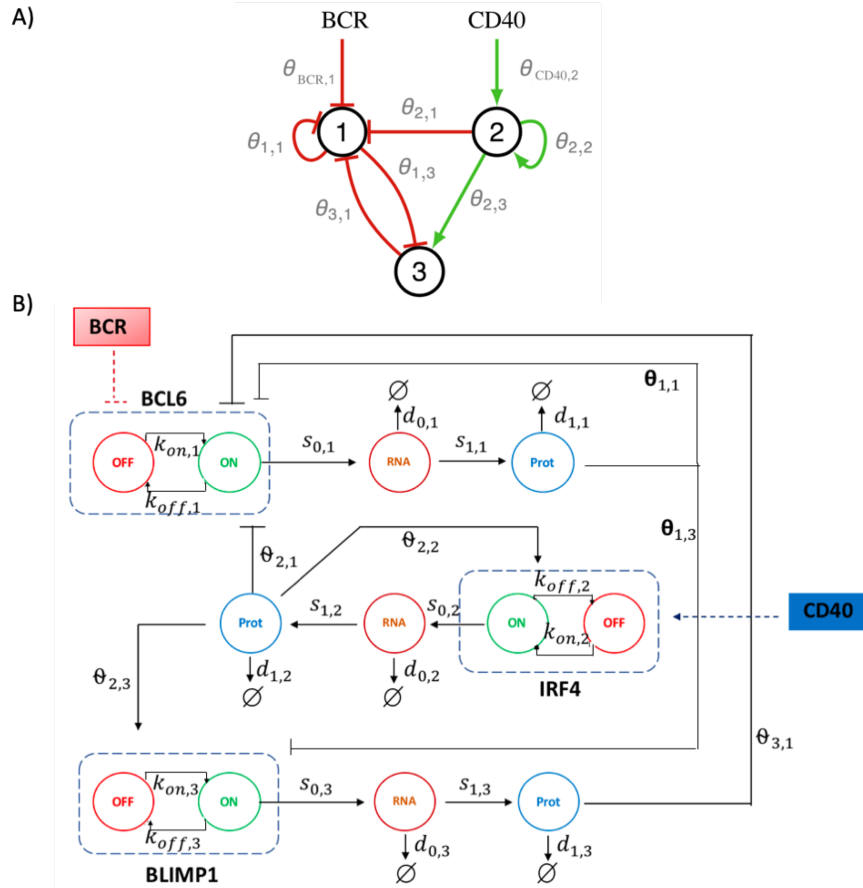 A)
BCR CD40
θBCR,1 θCD40,2
θ2,1
1 2
θ1,1 θ2,2
θ1,3
θ3,1 θ2,3
3
B)
BCR
BCL6
θ1,1
OFF kon,1 ON s0,1 RNA d0,1 s1,1 Prot d1,1
koff,1
∅ ∅
θ1,3
θ2,1 θ2,2
koff,2
Prot s1,2 RNA s0,2 ON kon,2 OFF CD40
d1,2 d0,2
∅ ∅
IRF4
θ2,3
θ3,1
OFF kon,3 ON s0,3 RNA s1,3 Prot
koff,3
d0,3 d1,3
BLIMP1
∅ ∅